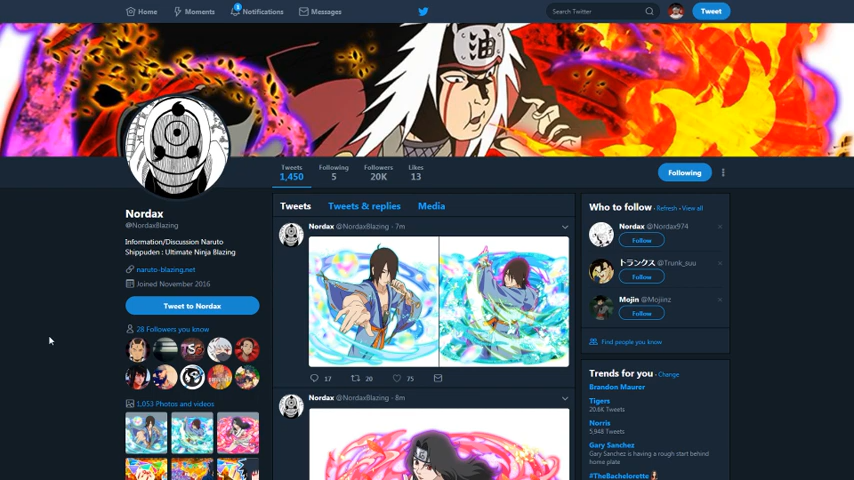 Home
Moments
1
Notifications
Messages
Search Twitter
Tweet
油
Tweets
1,450
Following
5
Followers
20K
Likes
13
Following
Nordax
@NordaxBlazing
Information/Discussion Naruto
Shippuden : Ultimate Ninja Blazing
naruto-blazing.net
Joined November 2016
Tweet to Nordax
28 Followers you know
TSG
1,053 Photos and videos
Tweets
Tweets & replies
Media
Nordax @NordaxBlazing · 7m
17
20
75
Nordax @NordaxBlazing · 8m
Who to follow · Refresh · View all
Nordax @Nordax974
Follow
トランクス @Trunk_suu
Follow
Mojin @Mojiinz
Follow
Find people you know
Trends for you · Change
Brandon Maurer
Tigers
20.6K Tweets
Norris
5,948 Tweets
Gary Sanchez
Gary Sanchez is having a rough start behind
home plate
#TheBachelorette